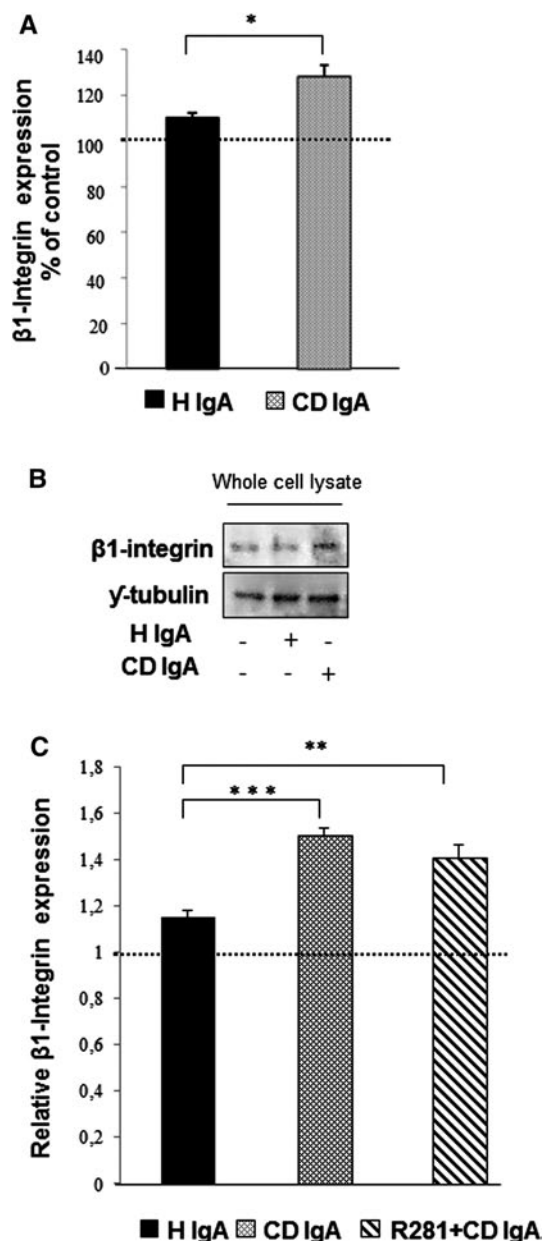 A
*
β1-Integrin expression
% of control
140
120
100
80
60
40
20
0
H IgA CD IgA
B
Whole cell lysate
β1-integrin
γ-tubulin
H IgA - + -
CD IgA - - +
C
**
***
Relative β1-Integrin expression
1,8
1,6
1,4
1,2
1
0,8
0,6
0,4
0,2
0
H IgA CD IgA R281+CD IgA